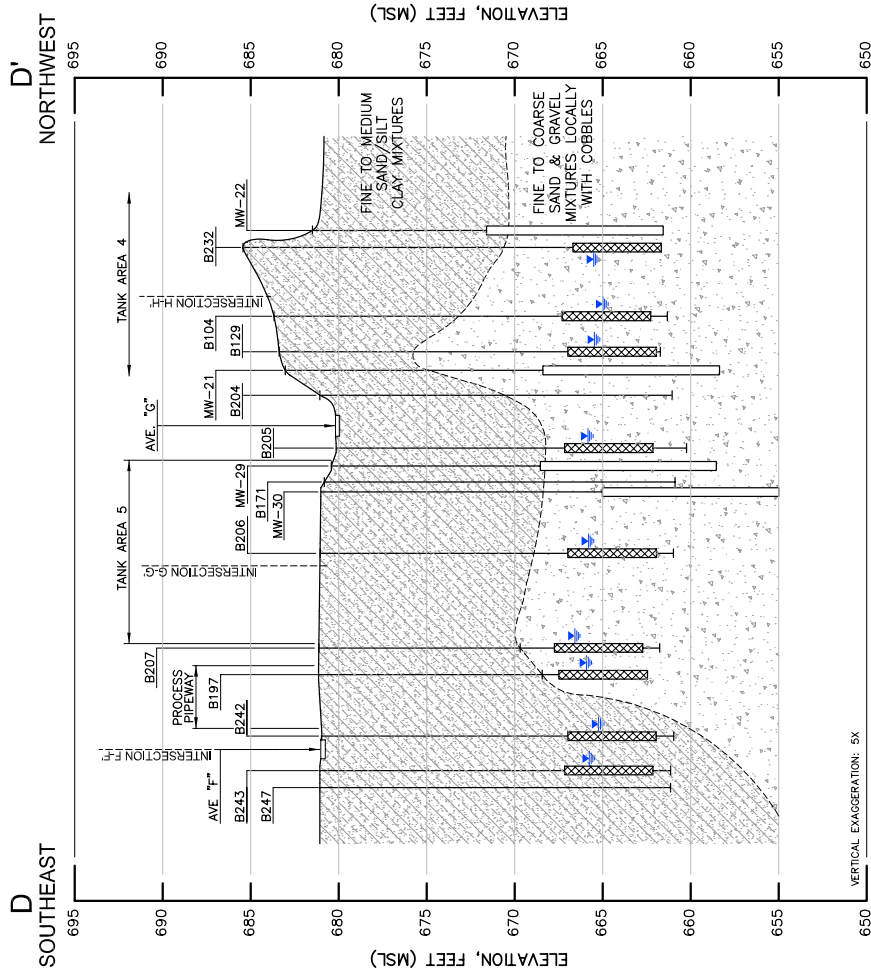 D
SOUTHEAST
D'
NORTHWEST
ELEVATION, FEET (MSL)
695
690
685
680
675
670
665
660
655
650
ELEVATION, FEET (MSL)
695
690
685
680
675
670
665
660
655
650
TANK AREA 5
TANK AREA 4
INTERSECTION F-F'
INTERSECTION G-G'
INTERSECTION H-H'
AVE "F"
B243
B247
B242
B197
PROCESS
PIPEWAY
B207
B206
MW-30
B171
MW-29
B205
AVE. "G"
B204
MW-21
B129
B104
B232
MW-22
FINE TO MEDIUM
SAND/SILT
CLAY MIXTURES
FINE TO COARSE
SAND & GRAVEL
MIXTURES LOCALLY
WITH COBBLES
VERTICAL EXAGGERATION: 5X